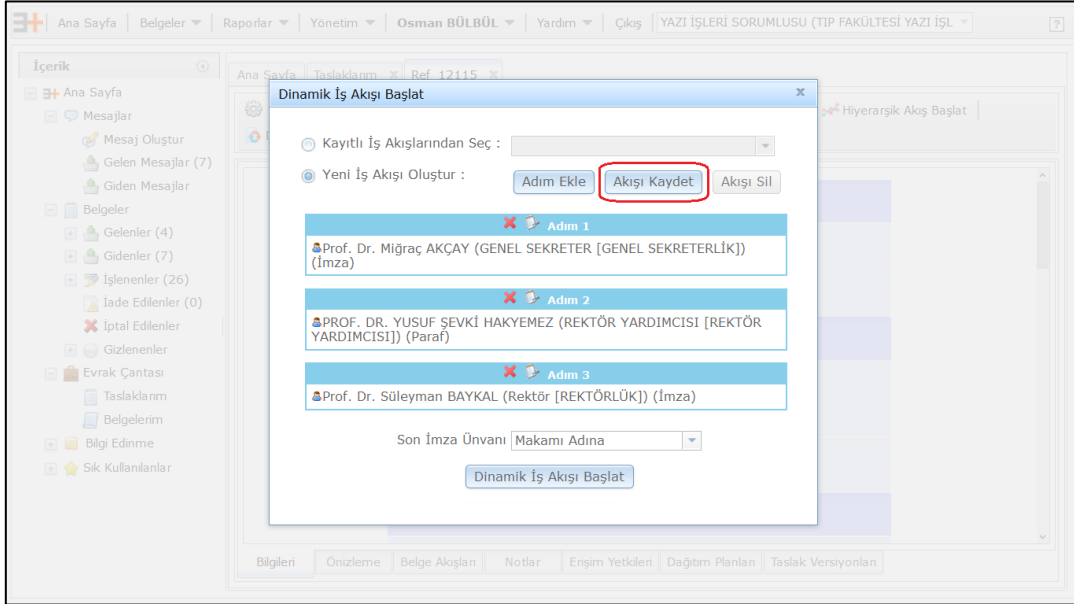 Ana Sayfa Belgeler Raporlar Yönetim Osman BÜLBÜL Yardım Çıkış YAZI İŞLERİ SORUMLUSU (TIP FAKÜLTESİ YAZI İŞL ?
İçerik
Ana Sayfa
Mesajlar
Mesaj Oluştur
Gelen Mesajlar (7)
Giden Mesajlar
Belgeler
Gelenler (4)
Gidenler (7)
İşlenenler (26)
İade Edilenler (0)
İptal Edilenler
Gizlenenler
Evrak Çantası
Taslaklarım
Belgelerim
Bilgi Edinme
Sık Kullanılanlar
Ana Sayfa Taslaklarım x Ref 12115 x
Hiyerarşik Akış Başlat
Dinamik İş Akışı Başlat x
Kayıtlı İş Akışlarından Seç :
Yeni İş Akışı Oluştur : Adım Ekle Akışı Kaydet Akışı Sil
Adım 1
Prof. Dr. Miğraç AKÇAY (GENEL SEKRETER [GENEL SEKRETERLİK])
(İmza)
Adım 2
PROF. DR. YUSUF ŞEVKİ HAKYEMEZ (REKTÖR YARDIMCISI [REKTÖR
YARDIMCISI]) (Paraf)
Adım 3
Prof. Dr. Süleyman BAYKAL (Rektör [REKTÖRLÜK]) (İmza)
Son İmza Ünvanı Makamı Adına
Dinamik İş Akışı Başlat
Bilgileri Önizleme Belge Akışları Notlar Erişim Yetkileri Dağıtım Planları Taslak Versiyonları